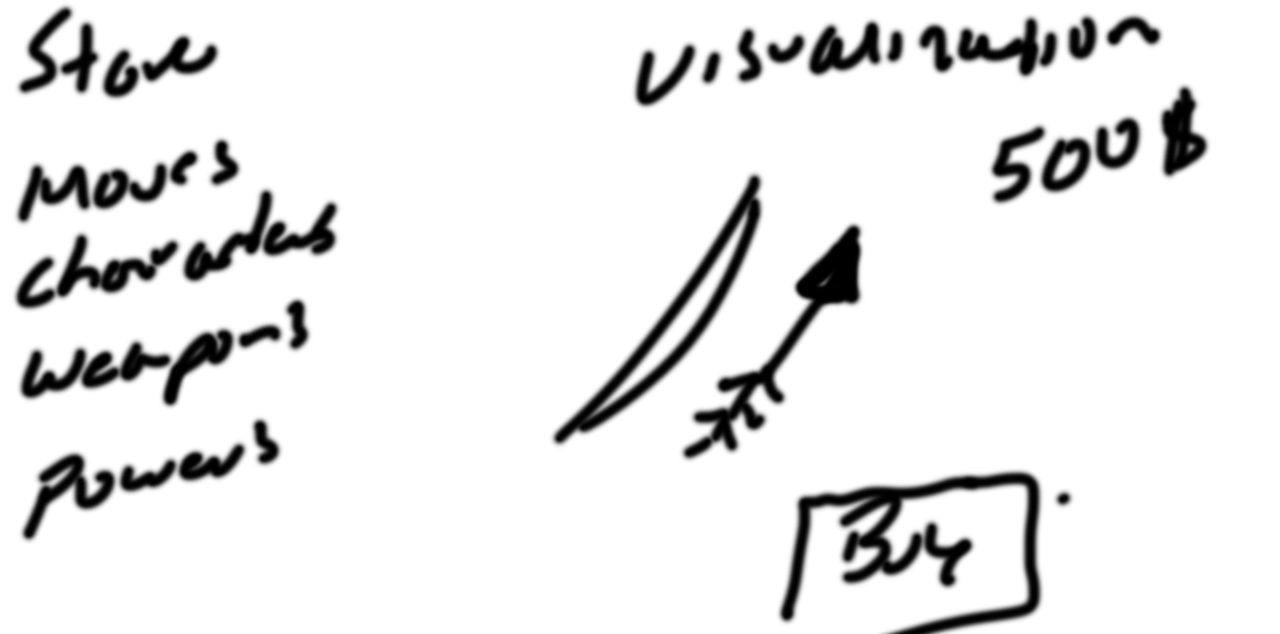 Store
Moves
Characters
Weapons
Powers
Visualization
500$
Buy